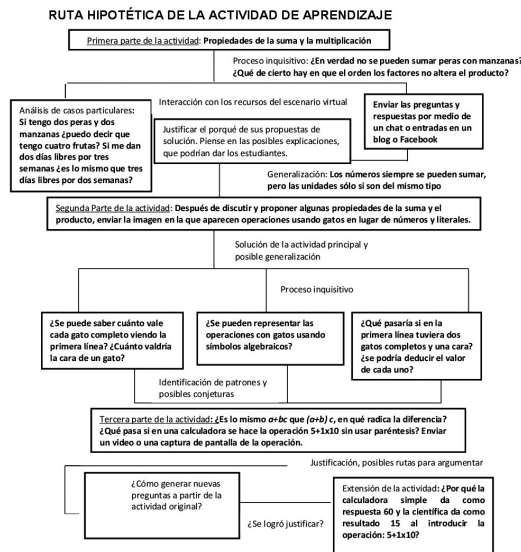 RUTA HIPOTÉTICA DE LA ACTIVIDAD DE APRENDIZAJE
Primera parte de la actividad: Propiedades de la suma y la multiplicación
Proceso inquisitivo: ¿En verdad no se pueden sumar peras con manzanas?
¿Qué de cierto hay en que el orden los factores no altera el producto?
Análisis de casos particulares:
Si tengo dos peras y dos
manzanas ¿puedo decir que
tengo cuatro frutas? Si me dan
dos días libres por tres
semanas ¿es lo mismo que tres
días libres por dos semanas?
Interacción con los recursos del escenario virtual
Justificar el porqué de sus propuestas de
solución. Piense en las posibles explicaciones,
que podrían dar los estudiantes.
Enviar las preguntas y
respuestas por medio de
un chat o entradas en un
blog o Facebook
Generalización: Los números siempre se pueden sumar,
pero las unidades sólo si son del mismo tipo
Segunda Parte de la actividad: Después de discutir y proponer algunas propiedades de la suma y el
producto, enviar la imagen en la que aparecen operaciones usando gatos en lugar de números y literales.
Solución de la actividad principal y
posible generalización
Proceso inquisitivo
¿Se puede saber cuánto vale
cada gato completo viendo la
primera línea? ¿Cuánto valdría
la cara de un gato?
¿Se pueden representar las
operaciones con gatos usando
símbolos algebraicos?
¿Qué pasaría si en la
primera línea tuviera dos
gatos completos y una cara?
¿se podría deducir el valor
de cada uno?
Identificación de patrones y
posibles conjeturas
Tercera parte de la actividad: ¿Es lo mismo a+bc que (a+b) c, en qué radica la diferencia?
¿Qué pasa si en una calculadora se hace la operación 5+1x10 sin usar paréntesis? Enviar
un video o una captura de pantalla de la operación.
Justificación, posibles rutas para argumentar
¿Cómo generar nuevas
preguntas a partir de la
actividad original?
¿Se logró justificar?
Extensión de la actividad: ¿Por qué la
calculadora simple da como
respuesta 60 y la científica da como
resultado 15 al introducir la
operación: 5+1x10?